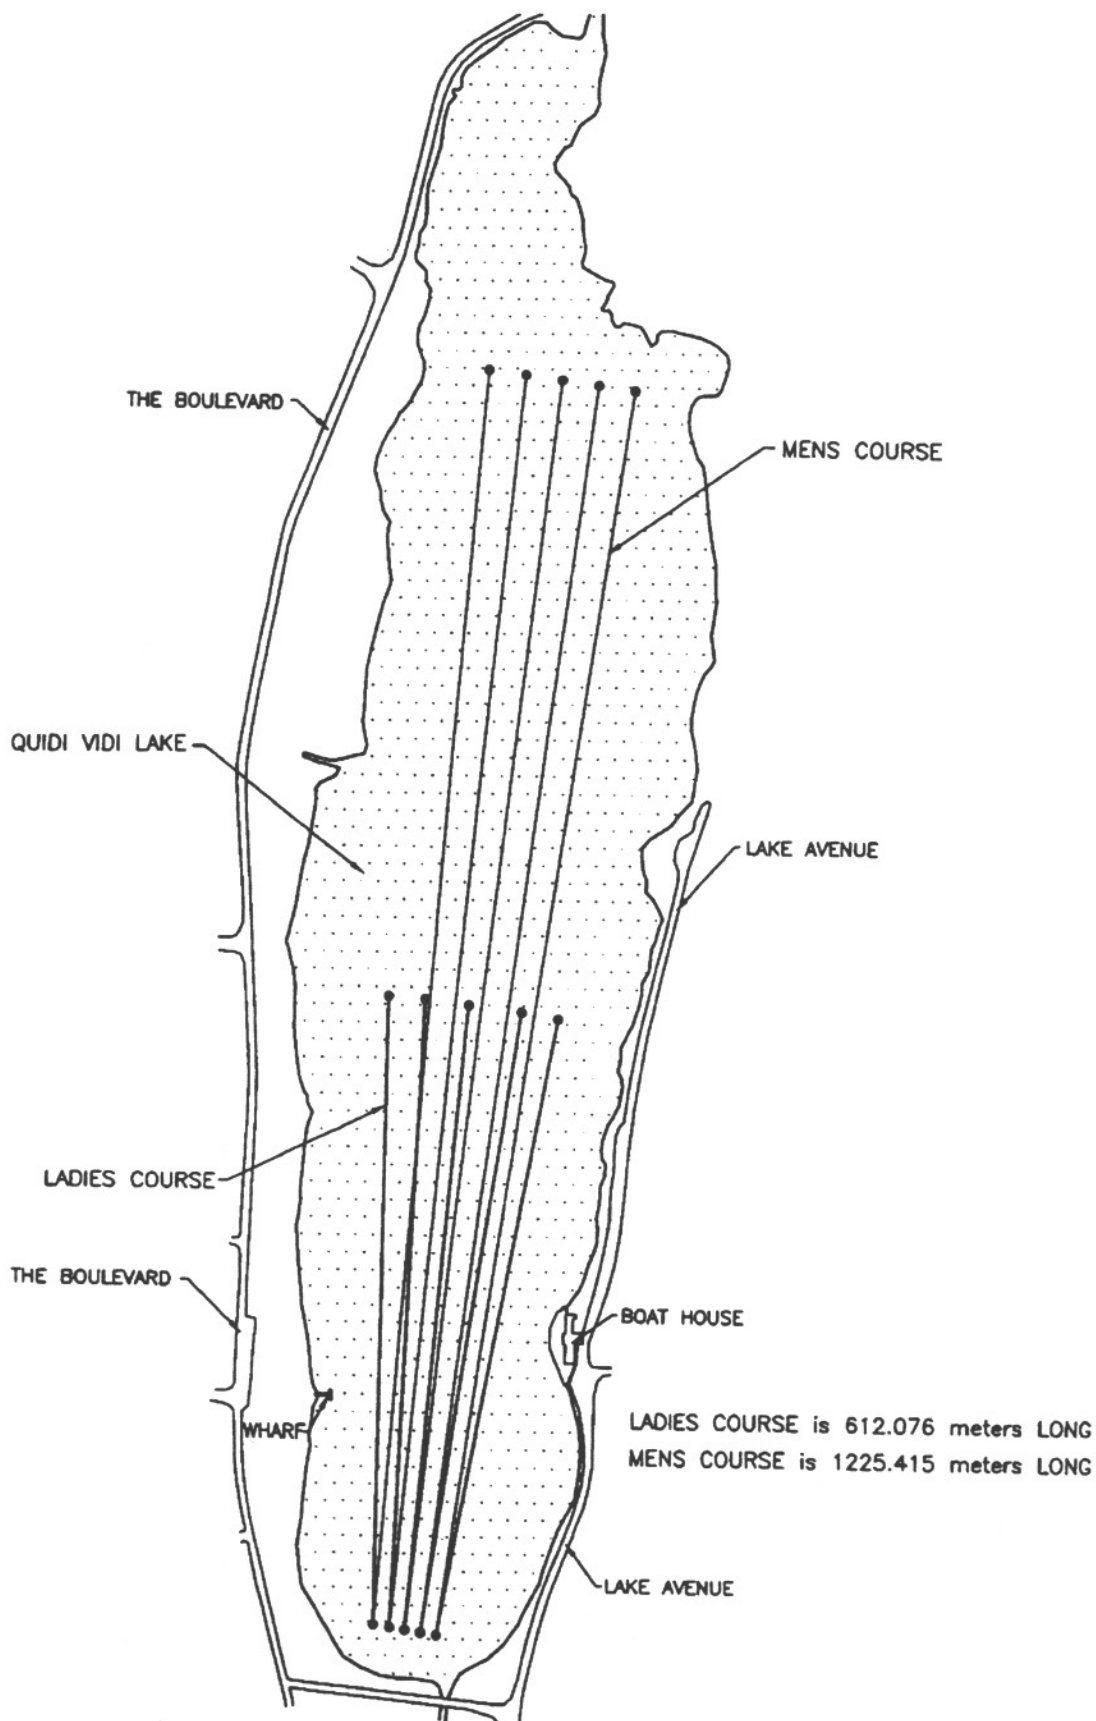 THE BOULEVARD
MENS COURSE
QUIDI VIDI LAKE
LAKE AVENUE
LADIES COURSE
THE BOULEVARD
BOAT HOUSE
WHARF
LADIES COURSE is 612.076 meters LONG
MENS COURSE is 1225.415 meters LONG
LAKE AVENUE